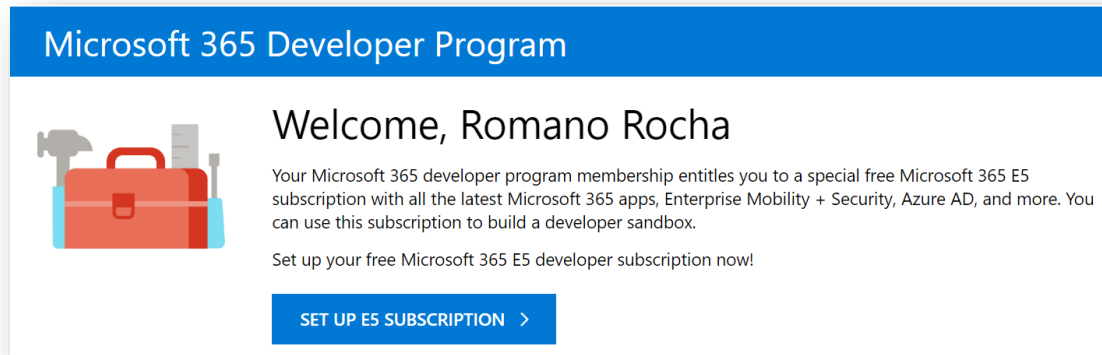 Microsoft 365 Developer Program
Welcome, Romano Rocha
Your Microsoft 365 developer program membership entitles you to a special free Microsoft 365 E5
subscription with all the latest Microsoft 365 apps, Enterprise Mobility + Security, Azure AD, and more. You
can use this subscription to build a developer sandbox.
Set up your free Microsoft 365 E5 developer subscription now!
SET UP E5 SUBSCRIPTION